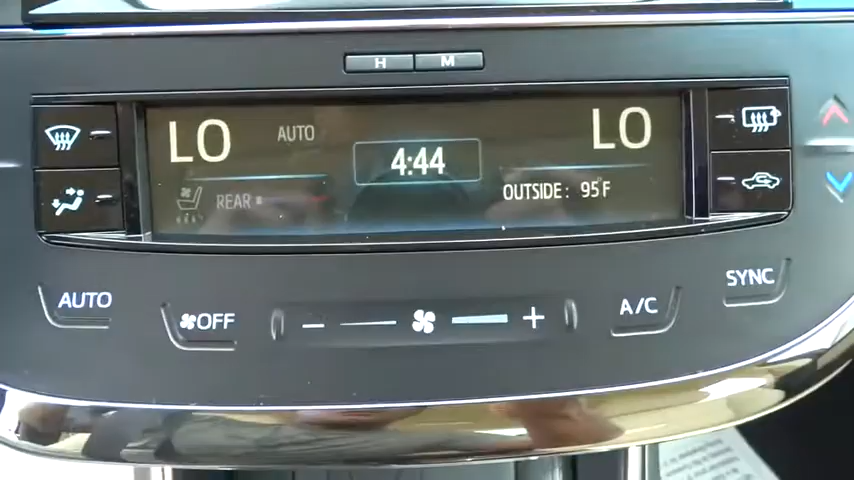 H M
LO AUTO 4:44 LO
REAR OUTSIDE: 95°F
AUTO OFF - + A/C SYNC